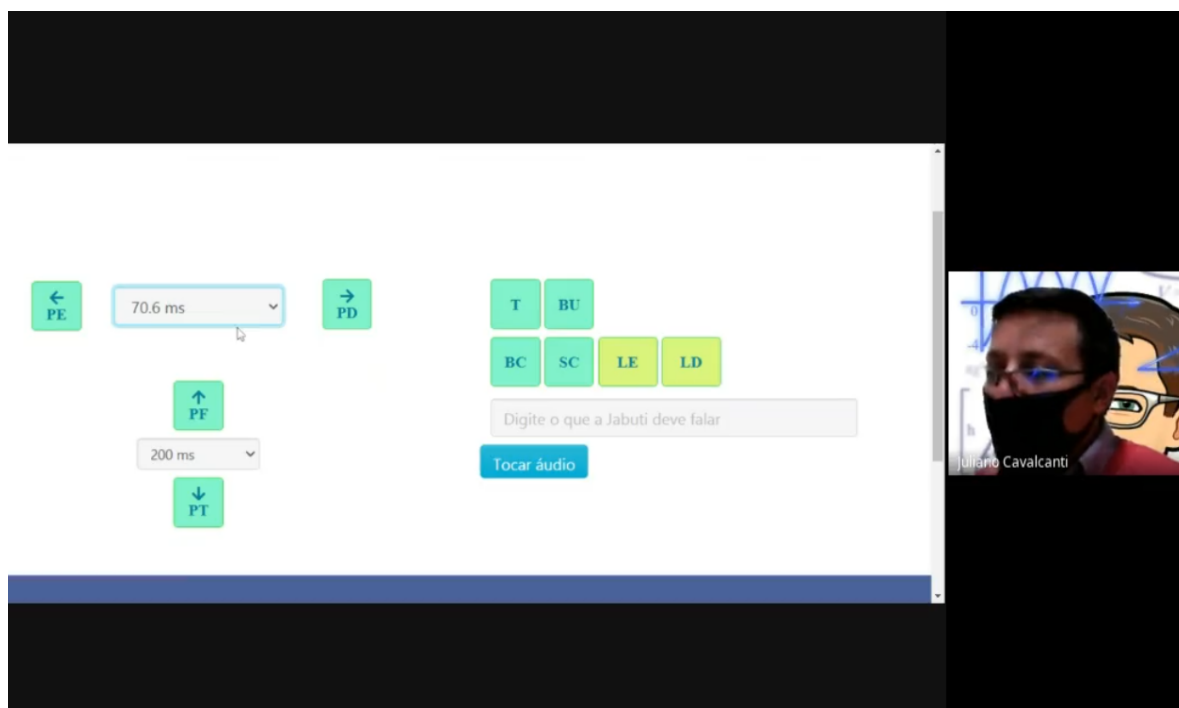 ← PE
70.6 ms
→ PD
↑ PF
200 ms
↓ PT
T BU
BC SC LE LD
Digite o que a Jabuti deve falar
Tocar áudio
Juliano Cavalcanti